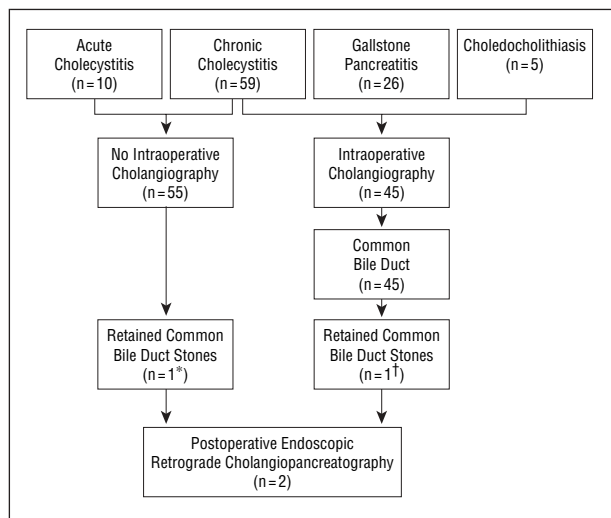 Acute
Cholecystitis
(n=10)
Chronic
Cholecystitis
(n=59)
Gallstone
Pancreatitis
(n=26)
Choledocholithiasis
(n=5)
No Intraoperative
Cholangiography
(n=55)
Intraoperative
Cholangiography
(n=45)
Common
Bile Duct
(n=45)
Retained Common
Bile Duct Stones
(n=1*)
Retained Common
Bile Duct Stones
(n=1†)
Postoperative Endoscopic
Retrograde Cholangiopancreatography
(n=2)